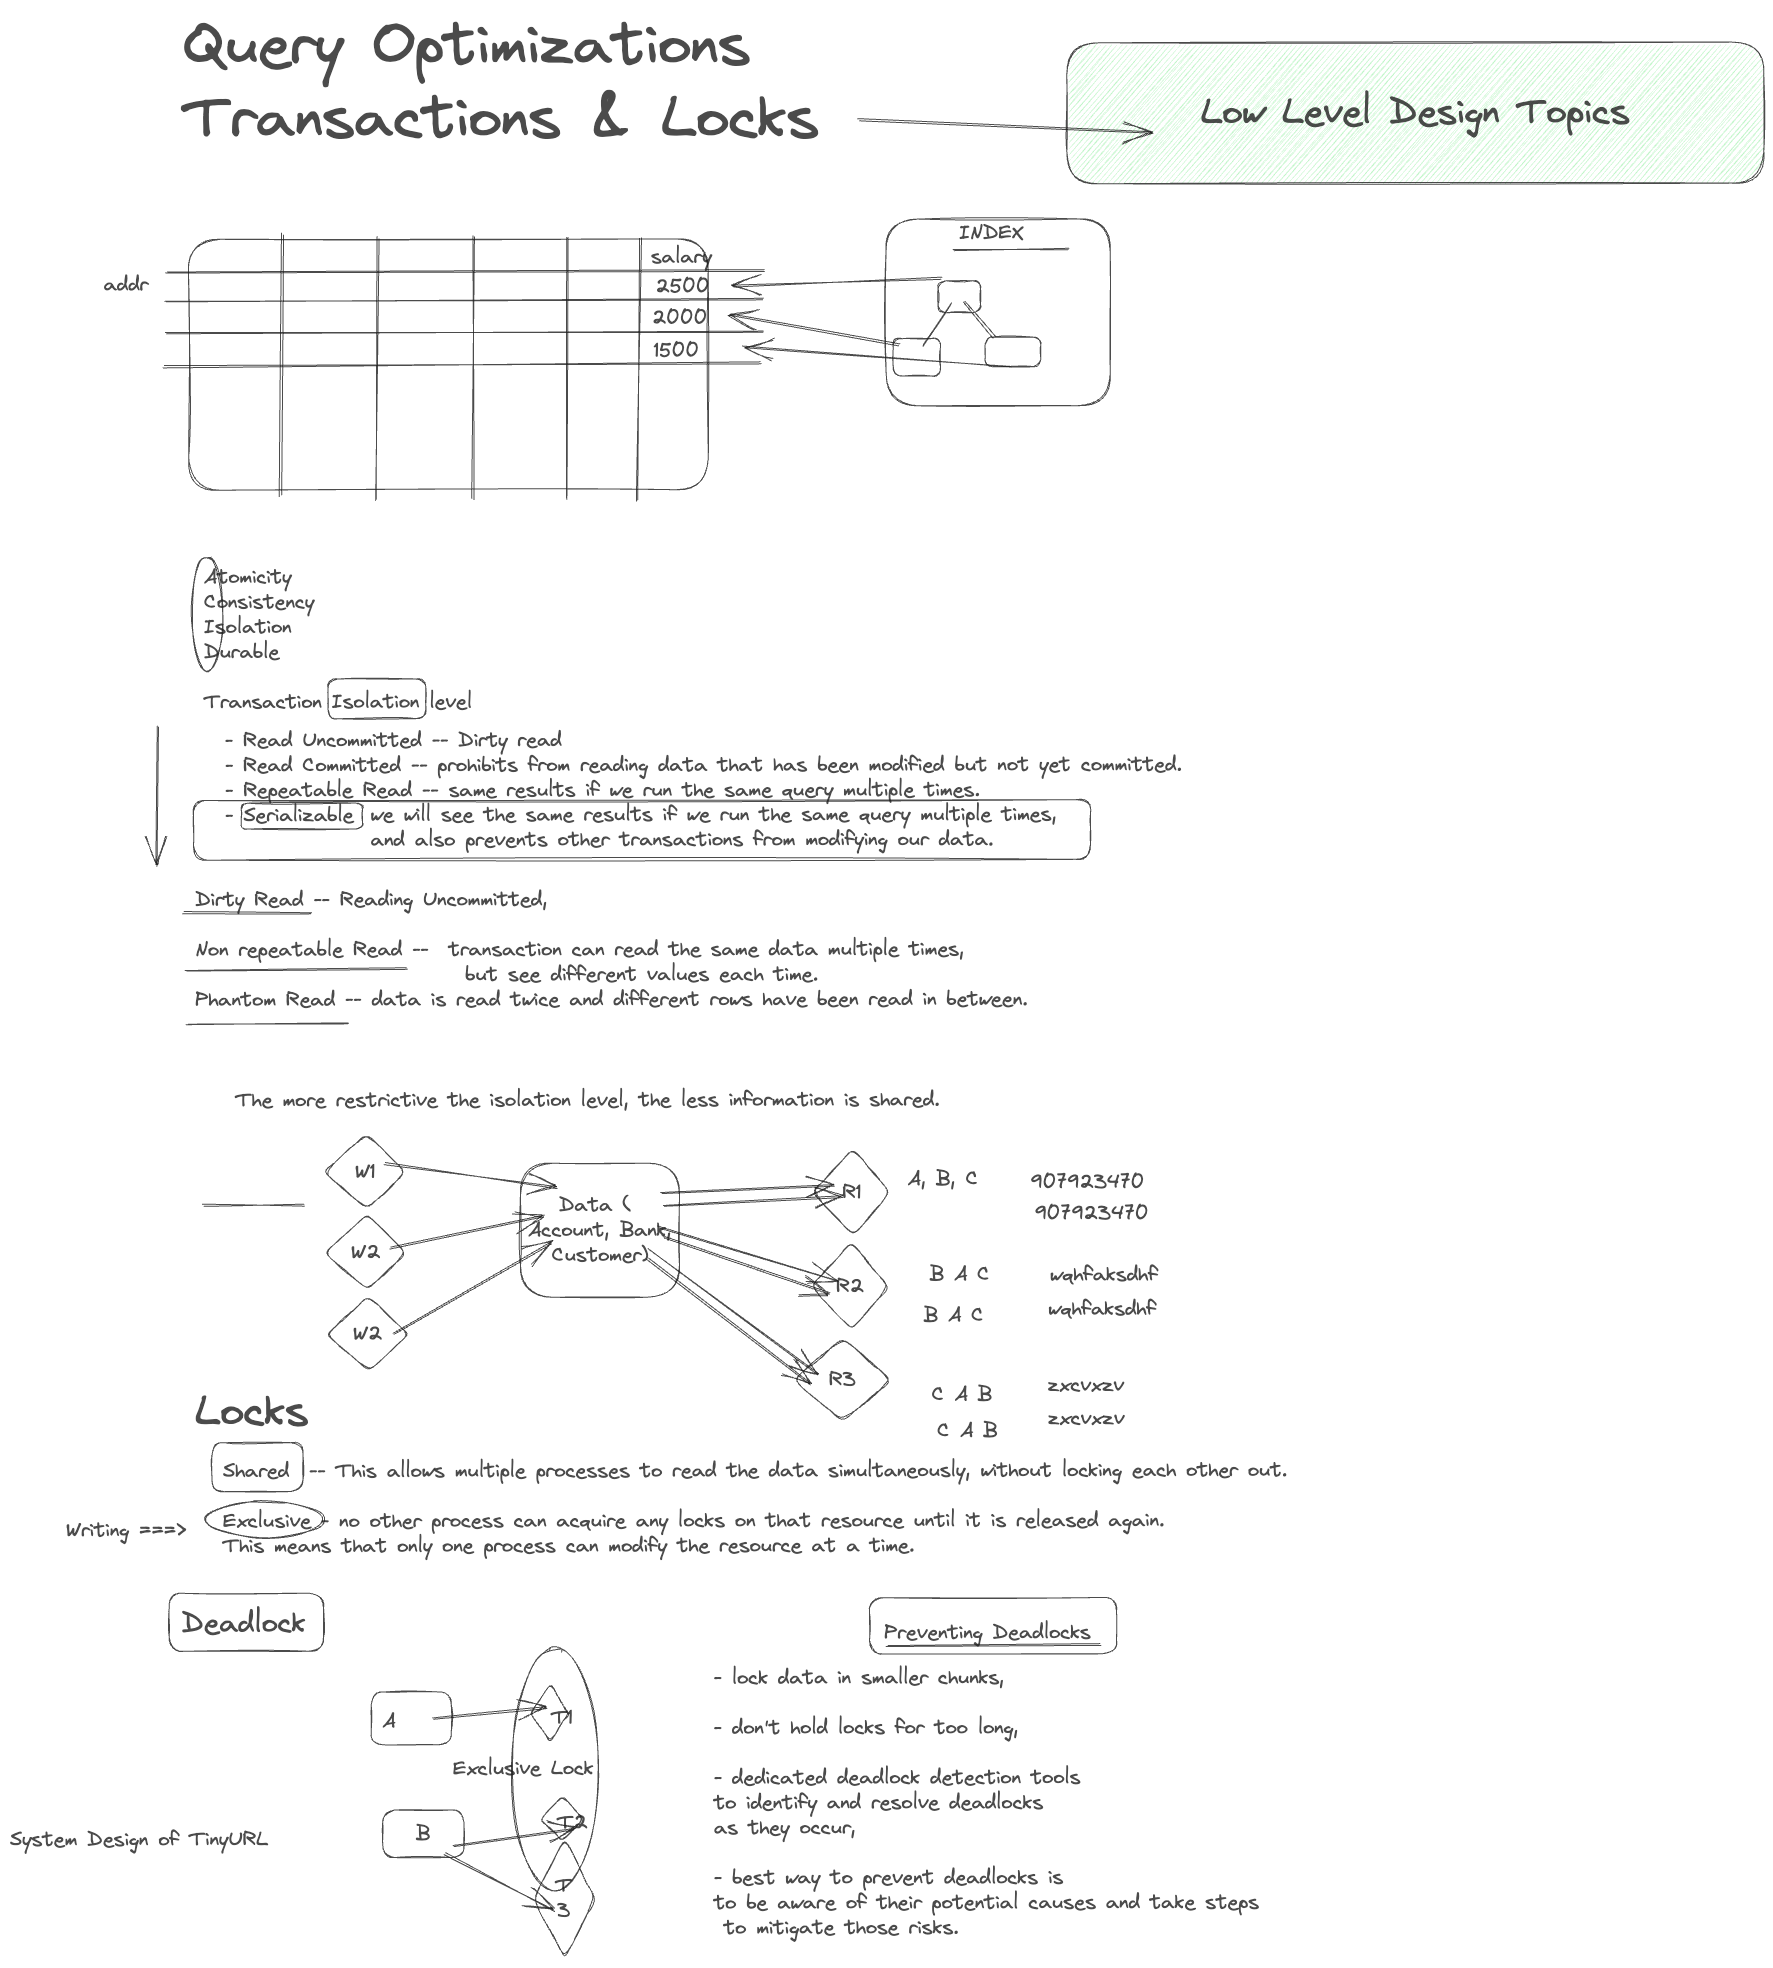 Query Optimizations
Transactions & Locks
Low Level Design Topics
INDEX
salary
addr
2500
2000
1500
Atomicity
Consistency
Isolation
Durable
Transaction Isolation level
- Read Uncommitted -- Dirty read
- Read Committed -- prohibits from reading data that has been modified but not yet committed.
- Repeatable Read -- same results if we run the same query multiple times.
- Serializable we will see the same results if we run the same query multiple times,
and also prevents other transactions from modifying our data.
Dirty Read -- Reading Uncommitted,
Non repeatable Read -- transaction can read the same data multiple times,
but see different values each time.
Phantom Read -- data is read twice and different rows have been read in between.
The more restrictive the isolation level, the less information is shared.
W1
W2
W2
Data (
Account, Bank,
Customer)
R1
A, B, C 907923470
907923470
R2
B A C wqhfaksdhf
B A C wqhfaksdhf
R3
C A B zxcvxzv
C A B zxcvxzv
Locks
Shared -- This allows multiple processes to read the data simultaneously, without locking each other out.
Writing ===>
Exclusive - no other process can acquire any locks on that resource until it is released again.
This means that only one process can modify the resource at a time.
Deadlock
A
T1
Exclusive Lock
B
T2
T
3
System Design of TinyURL
Preventing Deadlocks
- lock data in smaller chunks,
- don't hold locks for too long,
- dedicated deadlock detection tools
to identify and resolve deadlocks
as they occur,
- best way to prevent deadlocks is
to be aware of their potential causes and take steps
to mitigate those risks.